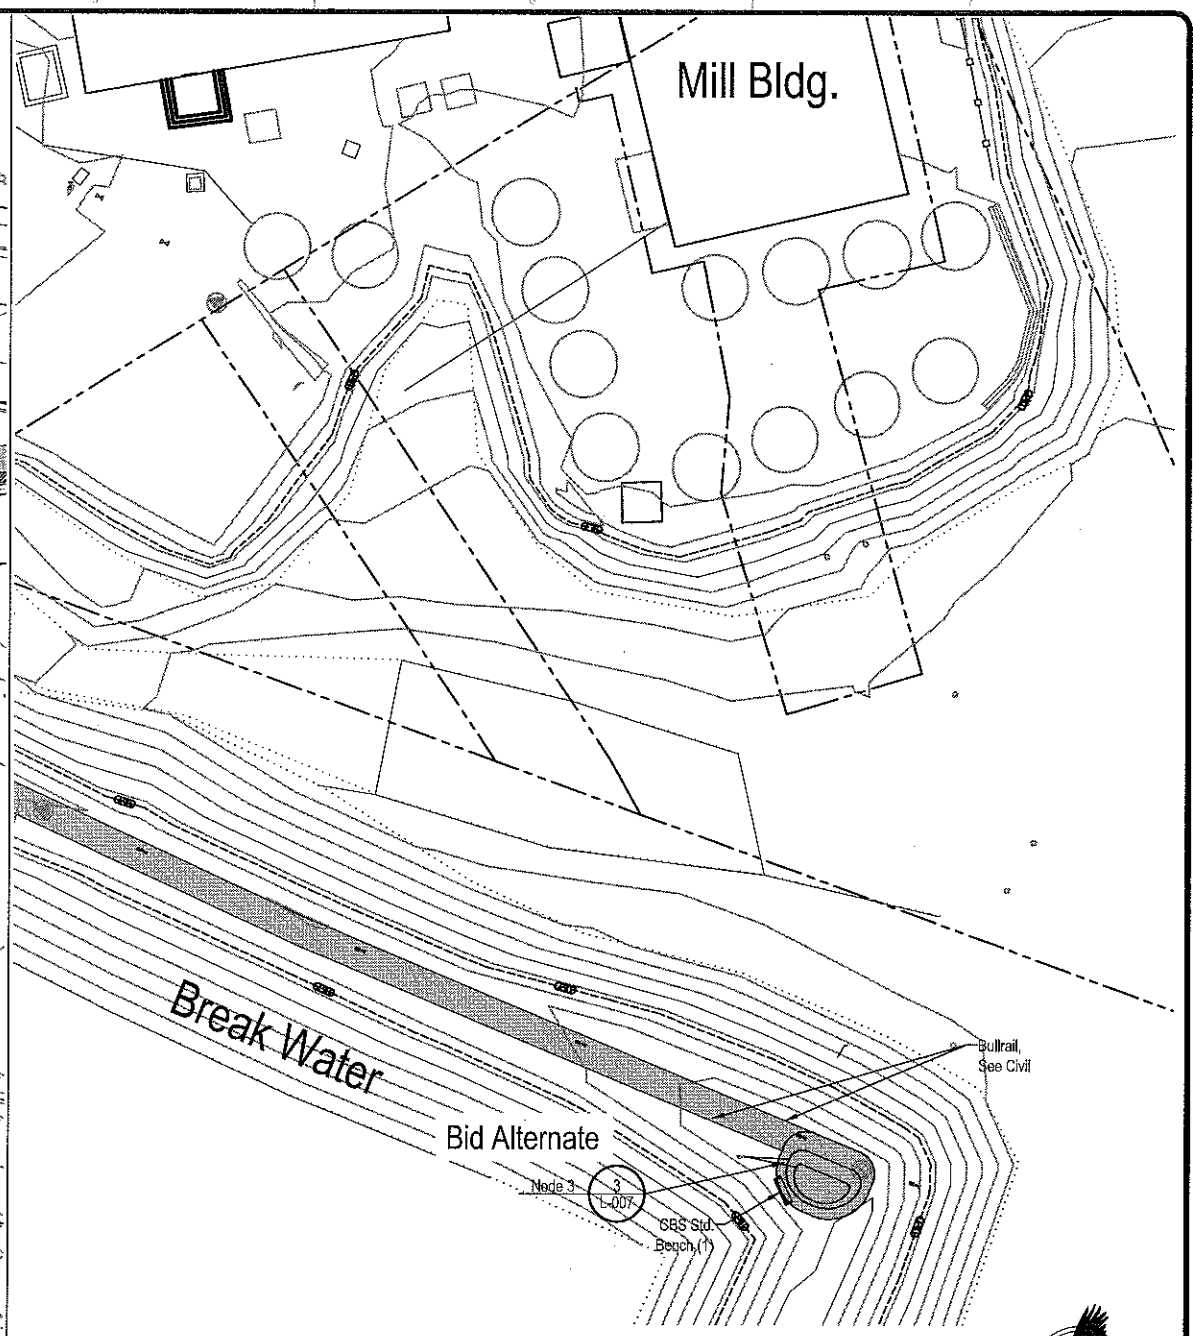 Mill Bldg.
Break Water
Bullrail,
See Civil
Bid Alternate
Node 3
3
L-007
CBS Std.
Bench, (1)